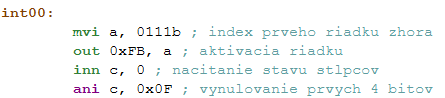 int00:
mvi a, 0111b ; index prveho riadku zhora
out 0xFB, a ; aktivacia riadku
inn c, 0 ; nacitanie stavu stlpcov
ani c, 0x0F ; vynulovanie prvych 4 bitov